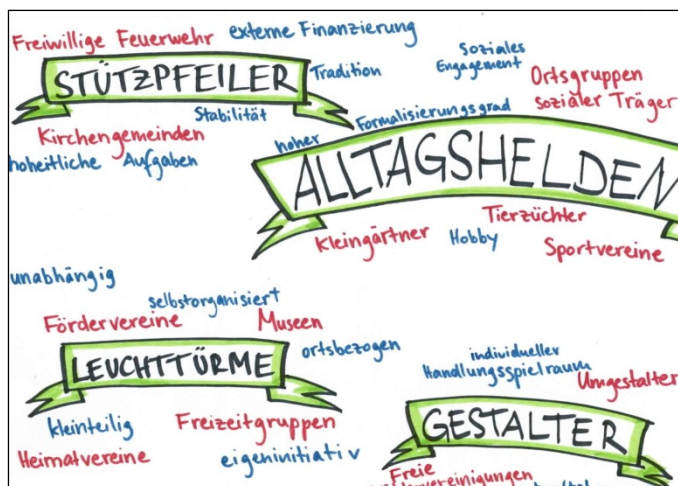 Freiwillige Feuerwehr
externe Finanzierung
STÜTZPFEILER
Tradition
Stabilität
Kirchengemeinden
hoheitliche Aufgaben
Soziales
Engagement
Ortsgruppen
sozialer Träger
hoher Formalisierungsgrad
ALLTAGSHELDEN
Tierzüchter
Kleingärtner
Hobby
Sportvereine
unabhängig
selbstorganisiert
Fördervereine
Museen
LEUCHTTÜRME
ortsbezogen
kleinteilig
Freizeitgruppen
Heimatvereine
eigeninitiativ
individueller
Handlungsspielraum
Umgestalter
GESTALTER
Freie